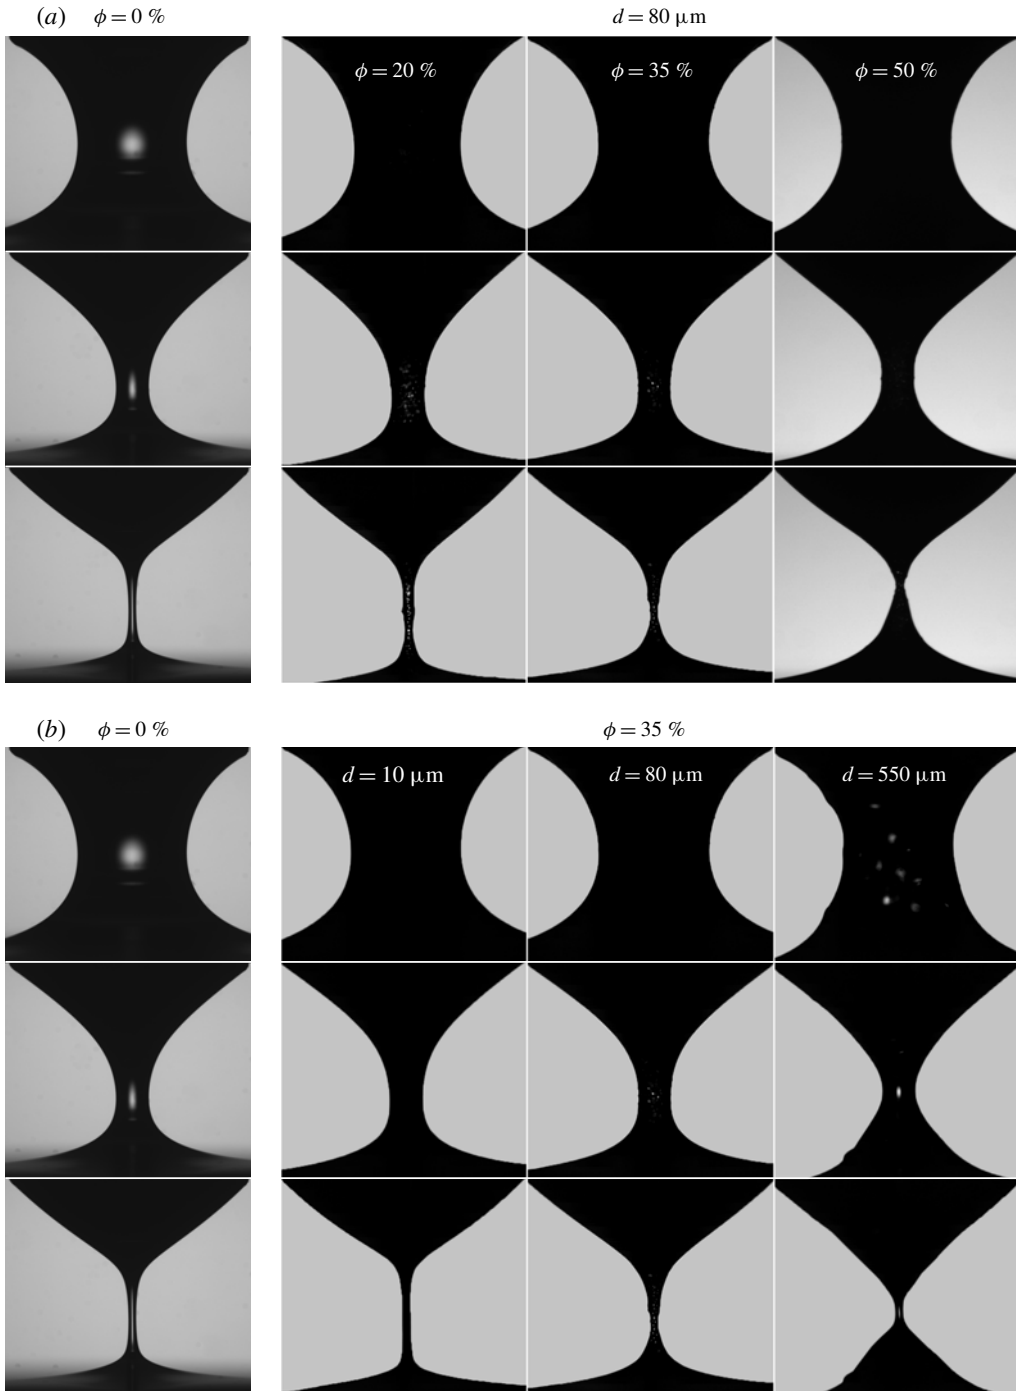 (a) ϕ = 0 % d = 80 μm
ϕ = 20 % ϕ = 35 % ϕ = 50 %
(b) ϕ = 0 % ϕ = 35 %
d = 10 μm d = 80 μm d = 550 μm